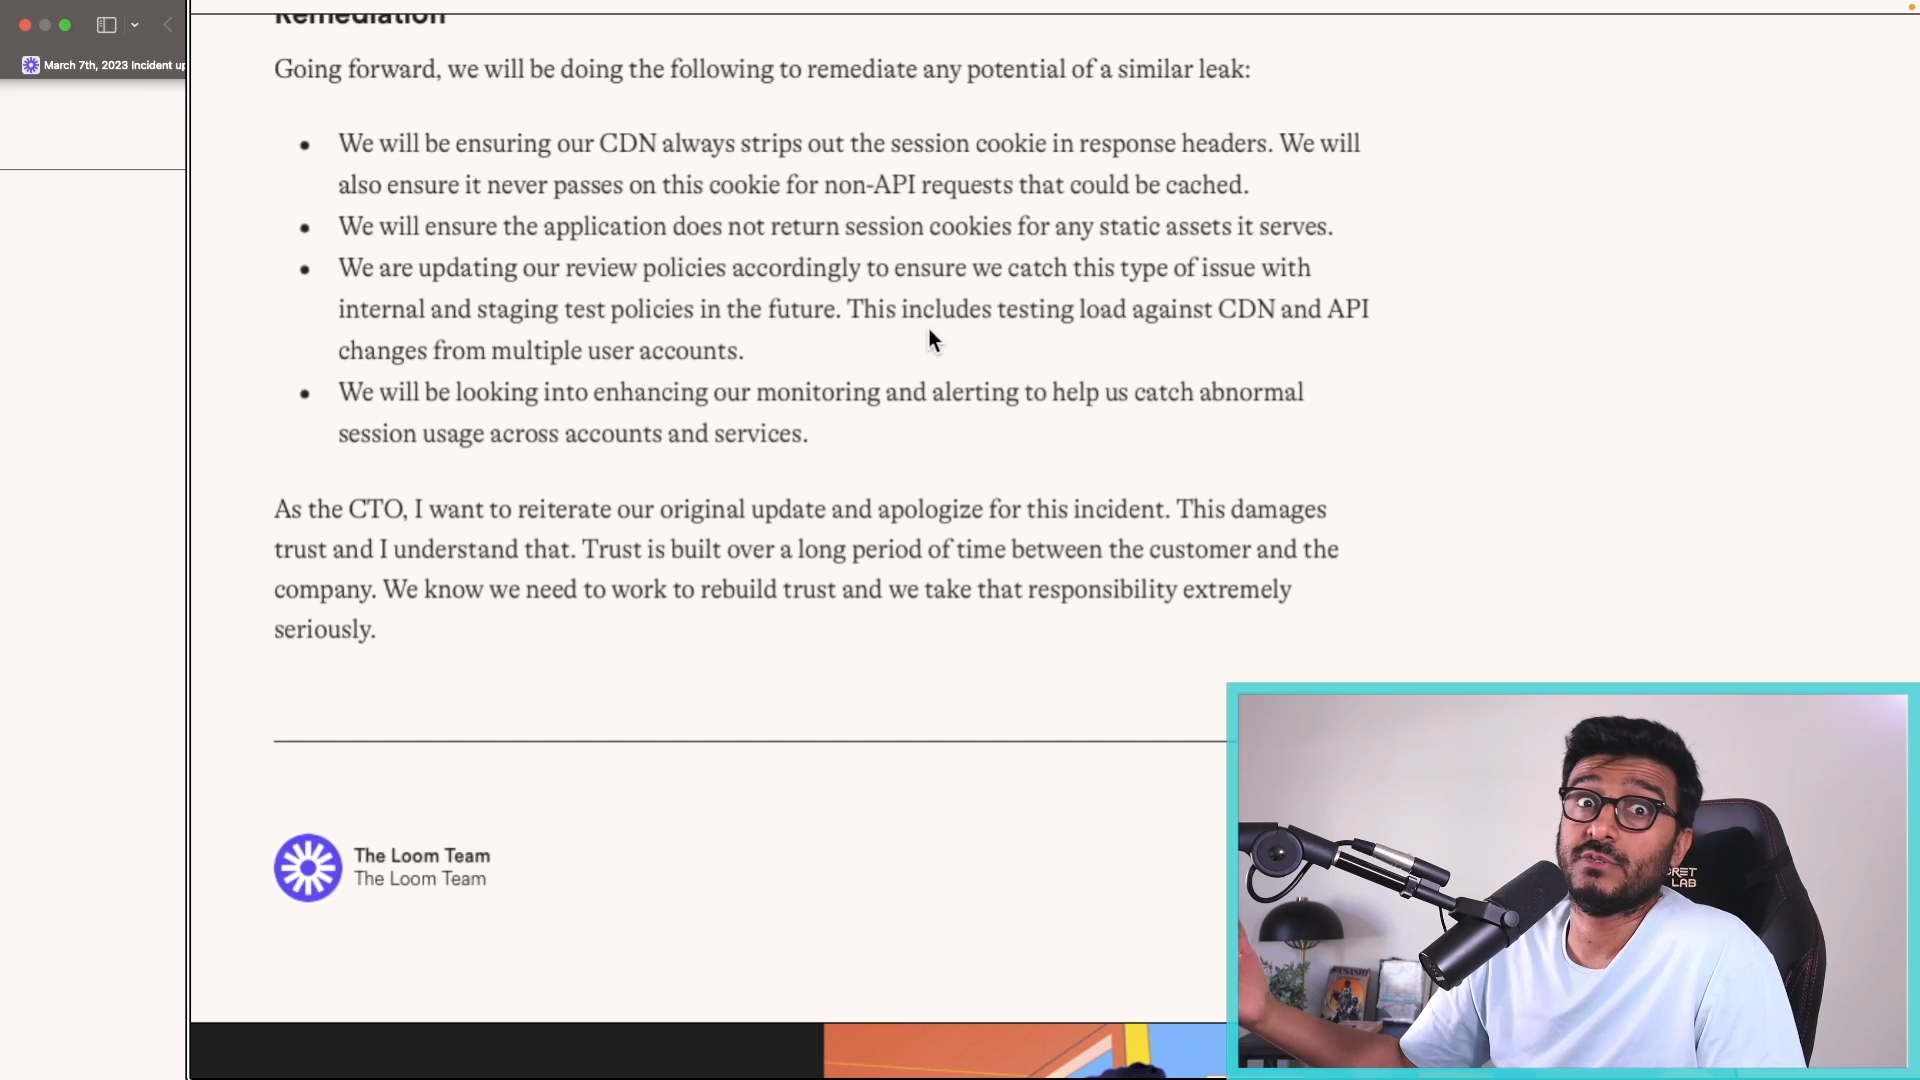 March 7th, 2023 Incident up
Remediation
Going forward, we will be doing the following to remediate any potential of a similar leak:
We will be ensuring our CDN always strips out the session cookie in response headers. We will
also ensure it never passes on this cookie for non-API requests that could be cached.
We will ensure the application does not return session cookies for any static assets it serves.
We are updating our review policies accordingly to ensure we catch this type of issue with
internal and staging test policies in the future. This includes testing load against CDN and API
changes from multiple user accounts.
We will be looking into enhancing our monitoring and alerting to help us catch abnormal
session usage across accounts and services.
As the CTO, I want to reiterate our original update and apologize for this incident. This damages
trust and I understand that. Trust is built over a long period of time between the customer and the
company. We know we need to work to rebuild trust and we take that responsibility extremely
seriously.
The Loom Team
The Loom Team
CRET
LAB